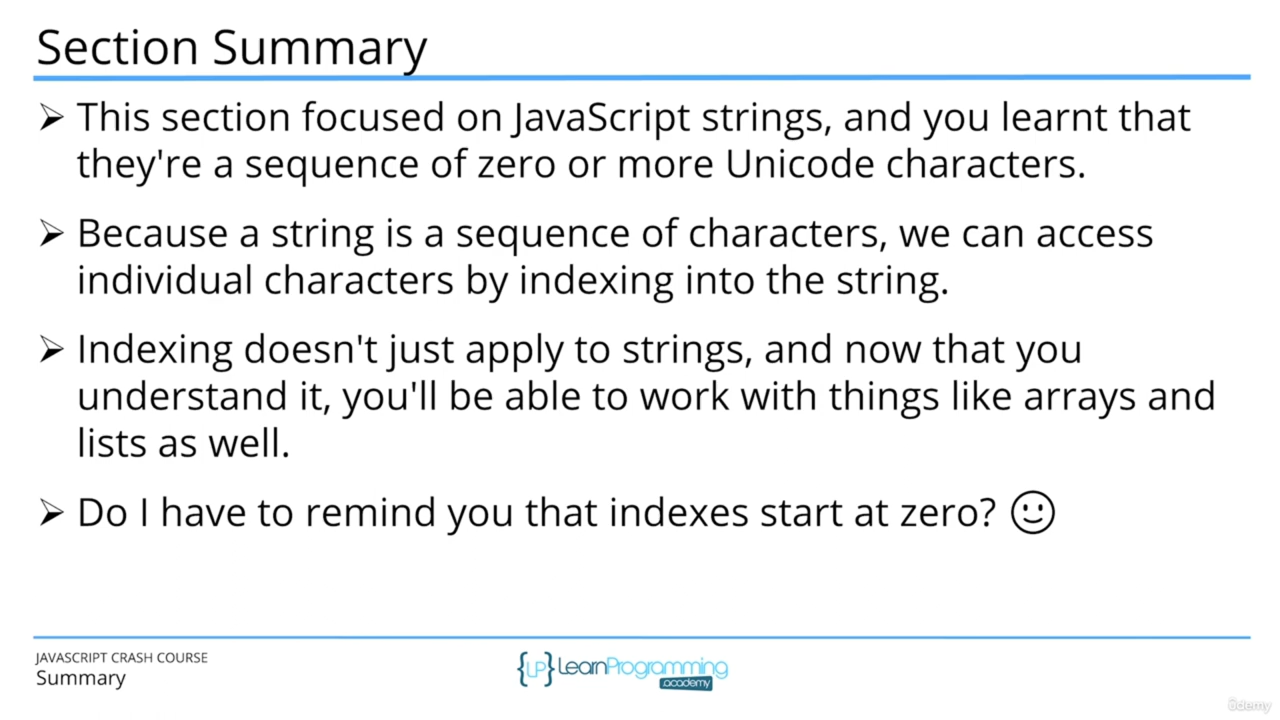 Section Summary
This section focused on JavaScript strings, and you learnt that
they're a sequence of zero or more Unicode characters.
Because a string is a sequence of characters, we can access
individual characters by indexing into the string.
Indexing doesn't just apply to strings, and now that you
understand it, you'll be able to work with things like arrays and
lists as well.
Do I have to remind you that indexes start at zero?
JAVASCRIPT CRASH COURSE
Summary
{LP} LearnProgramming
.academy
ûdemy